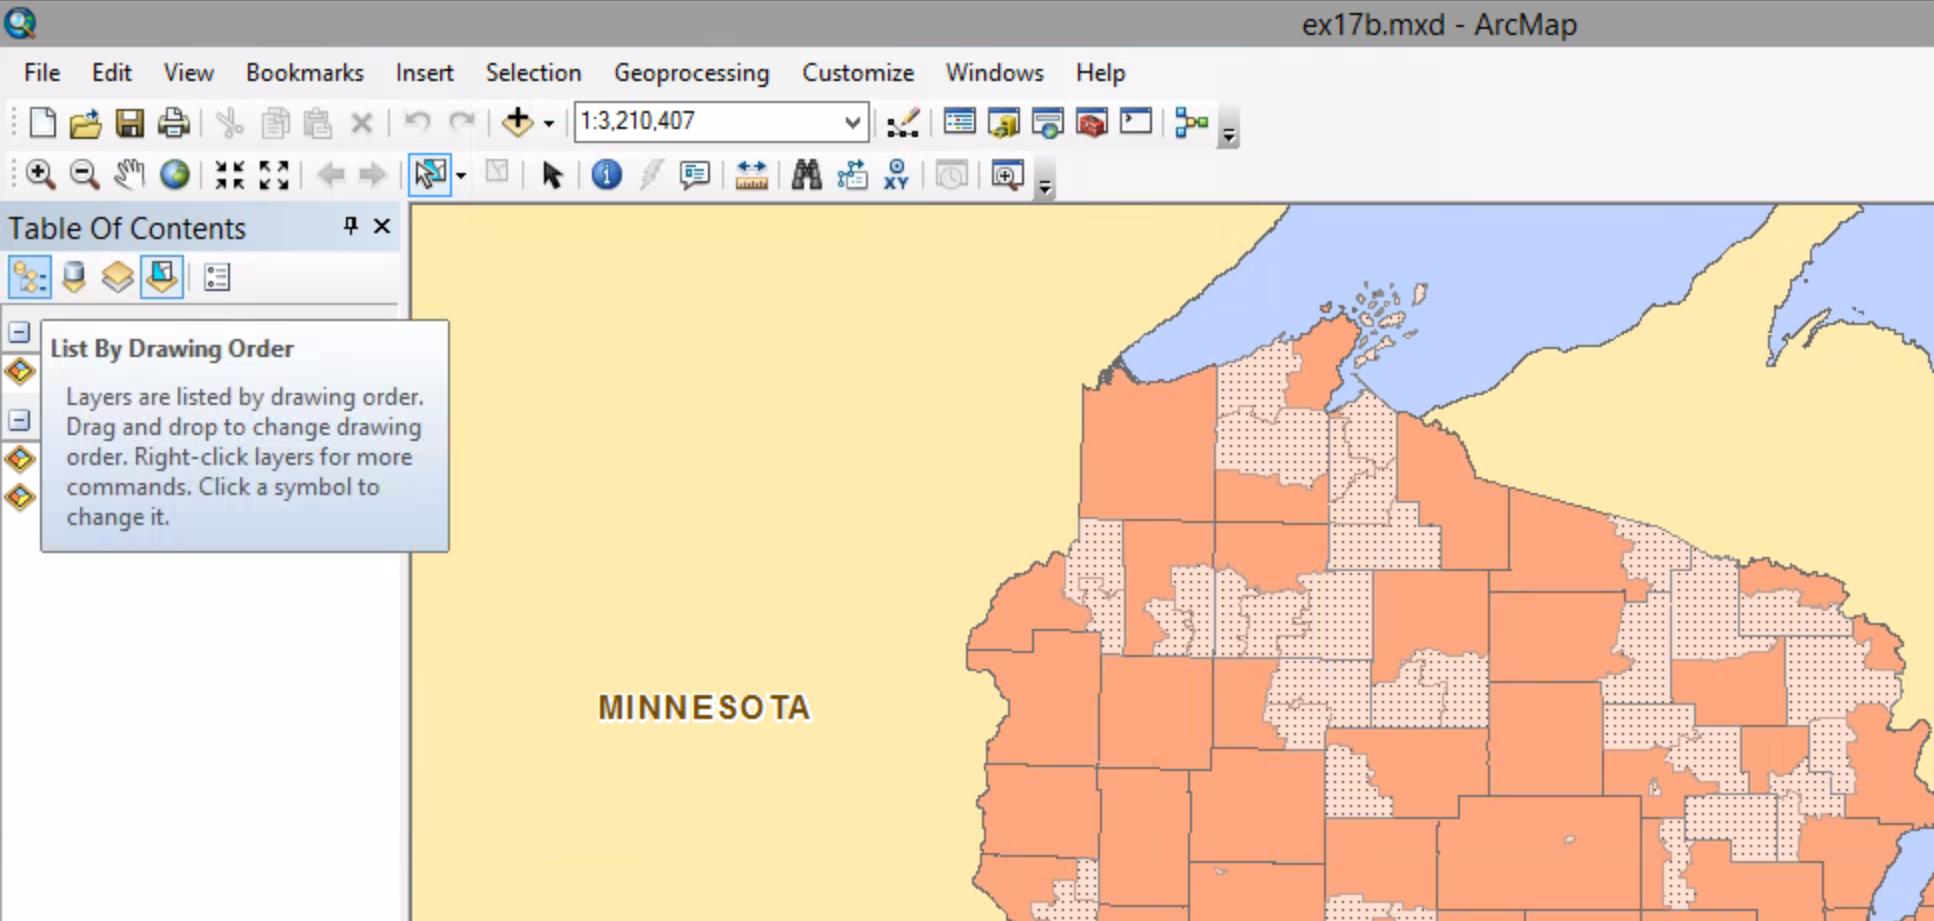 ex17b.mxd - ArcMap
File Edit View Bookmarks Insert Selection Geoprocessing Customize Windows Help
1:3,210,407
XY
Table Of Contents
List By Drawing Order
Layers are listed by drawing order.
Drag and drop to change drawing
order. Right-click layers for more
commands. Click a symbol to
change it.
MINNESOTA